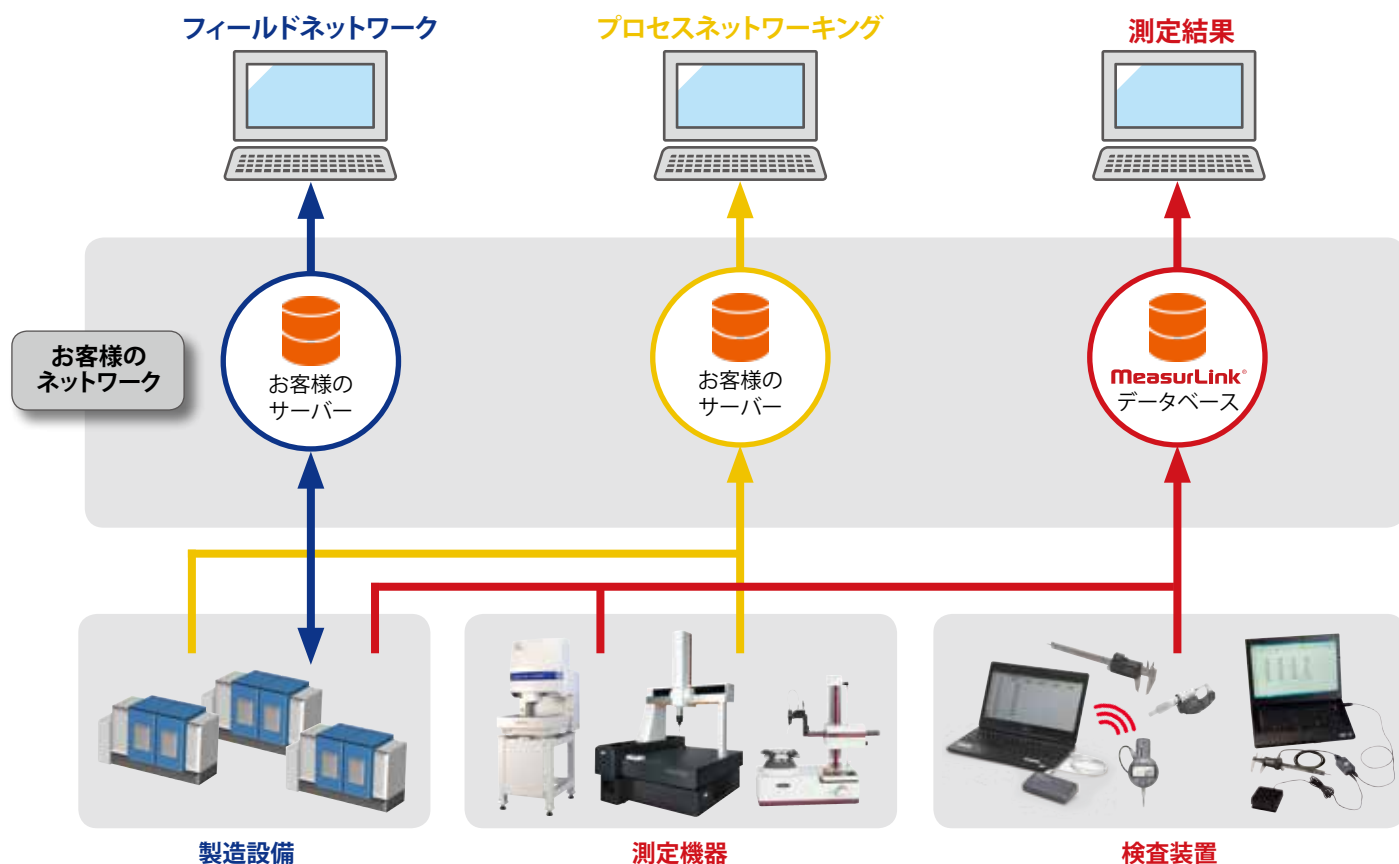 フィールドネットワーク
プロセスネットワーキング
測定結果
お客様の
ネットワーク
お客様の
サーバー
お客様の
サーバー
MeasurLink®
データベース
製造設備
測定機器
検査装置